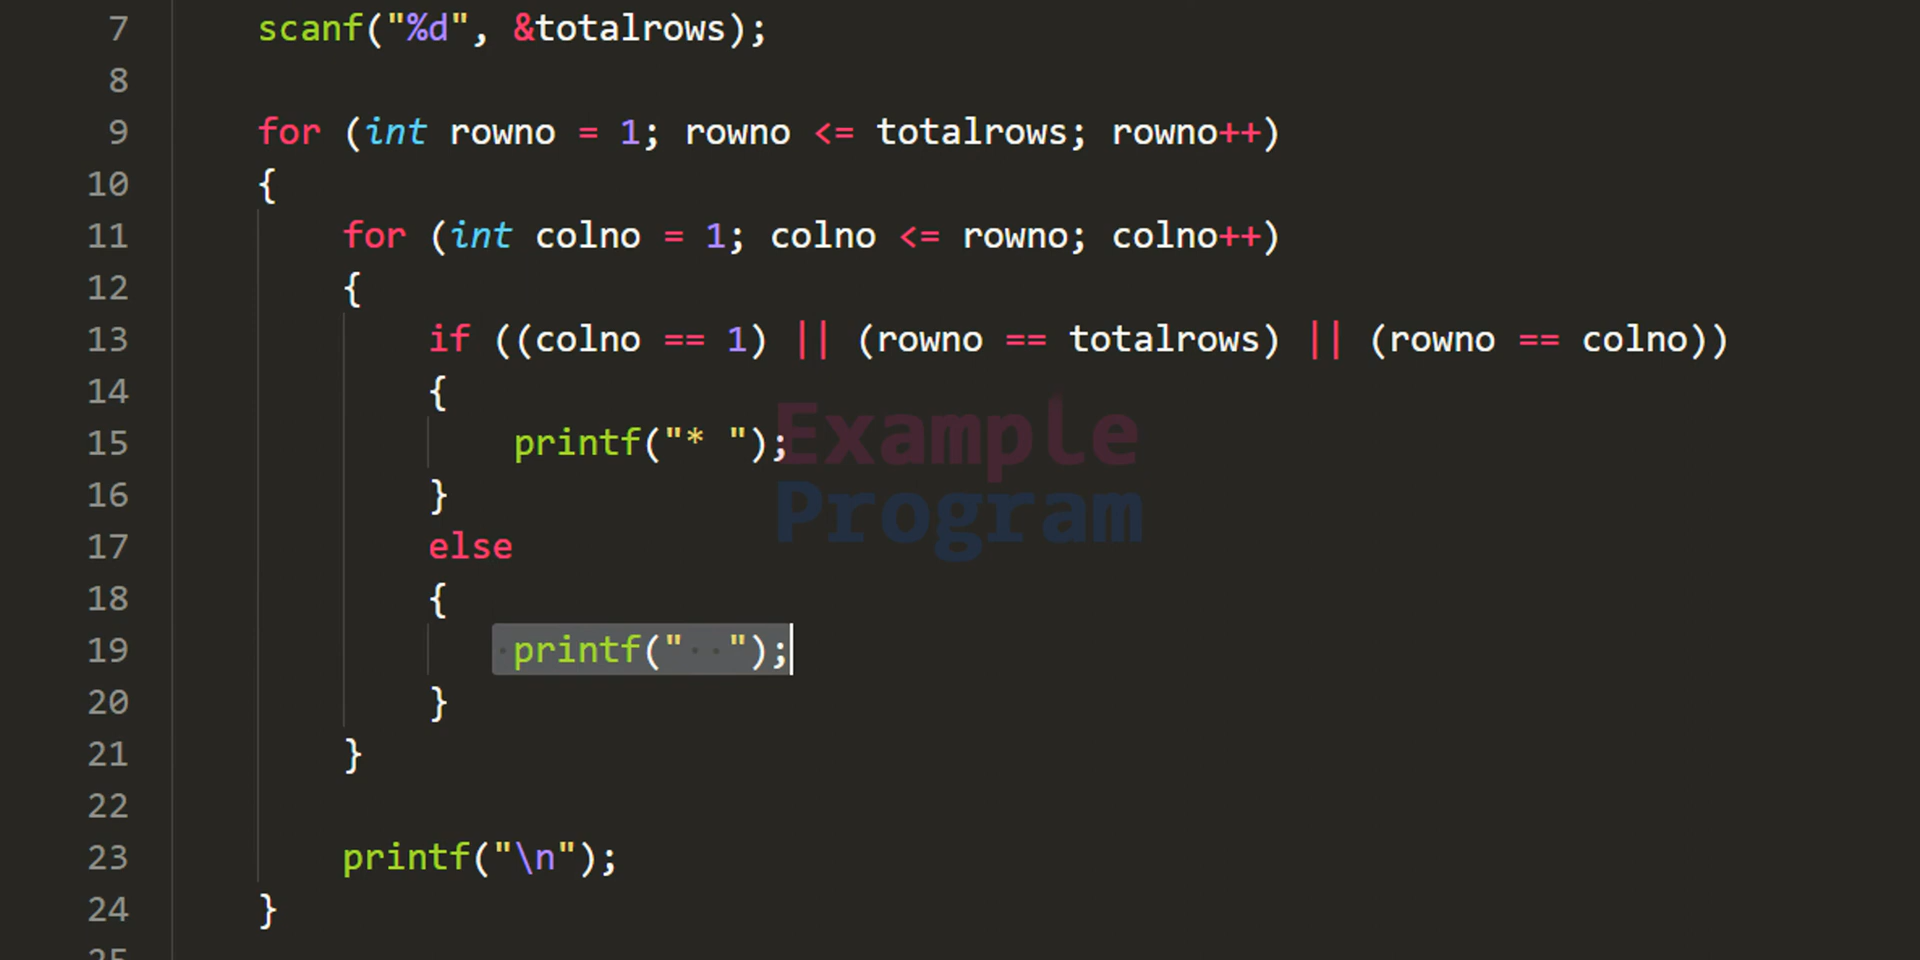 7 scanf("%d", &totalrows);
8
9 for (int rowno = 1; rowno <= totalrows; rowno++)
10 {
11 for (int colno = 1; colno <= rowno; colno++)
12 {
13 if ((colno == 1) || (rowno == totalrows) || (rowno == colno))
14 {
15 printf("* ");
16 }
17 else
18 {
19 printf("  ");
20 }
21 }
22
23 printf("\n");
24 }
25
Example
Program